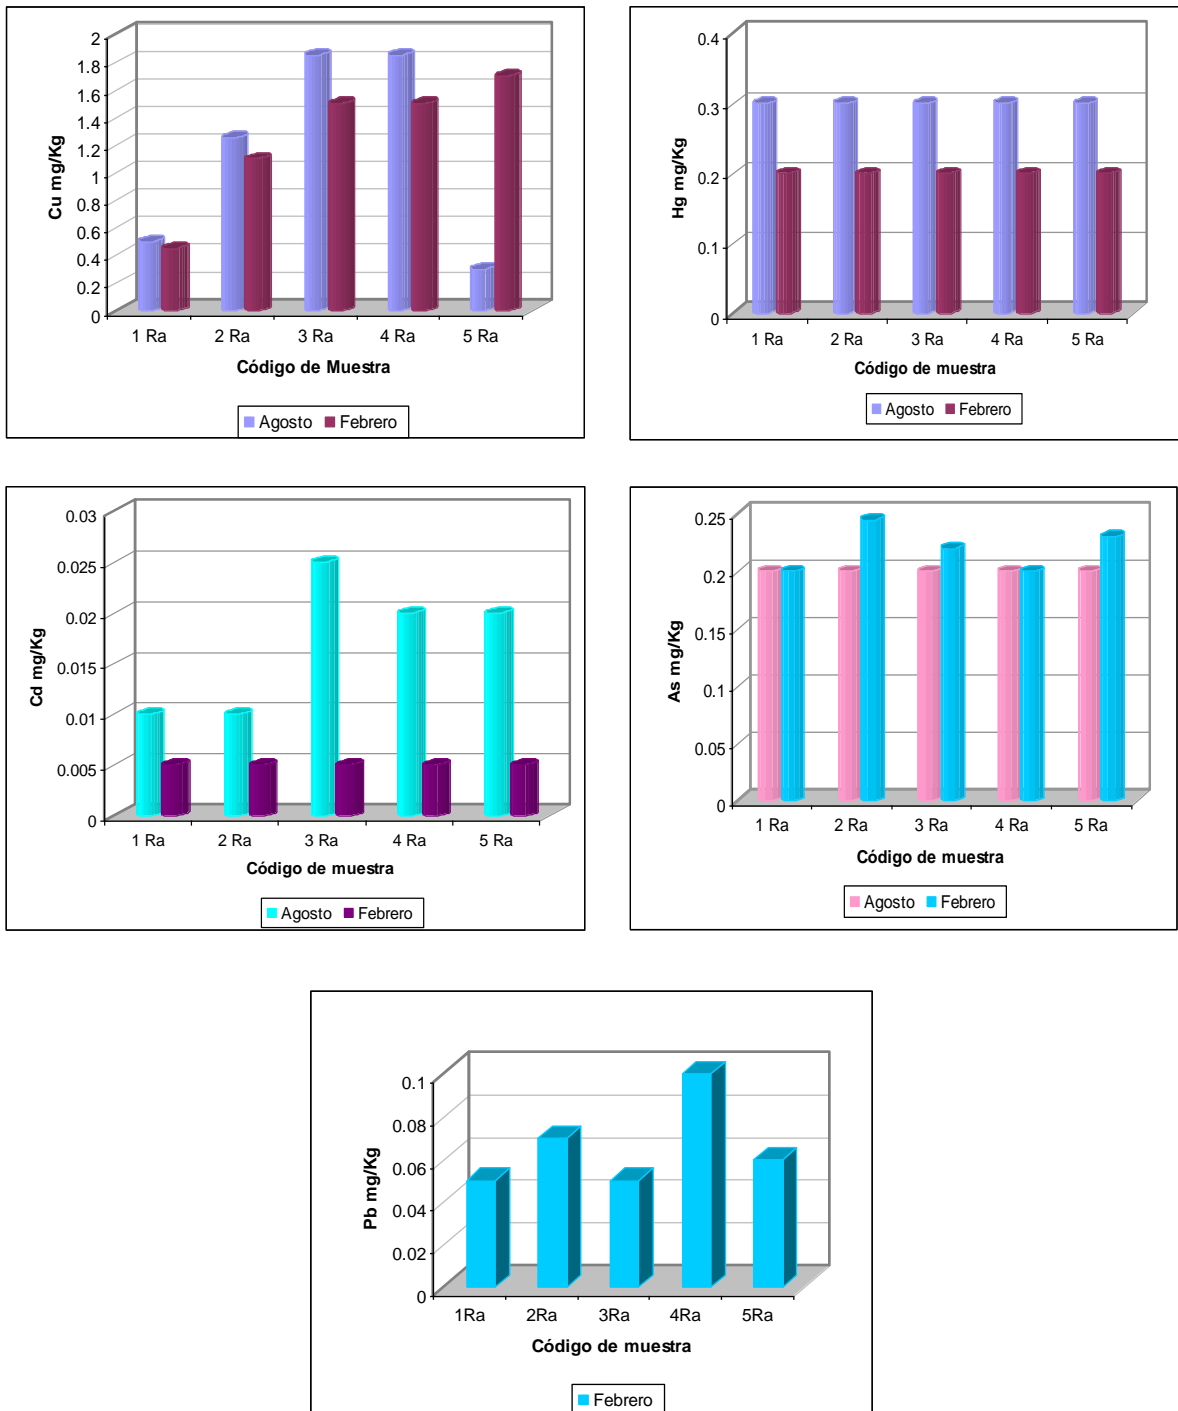 Cu mg/Kg
2
1.8
1.6
1.4
1.2
1
0.8
0.6
0.4
0.2
0
1 Ra 2 Ra 3 Ra 4 Ra 5 Ra
Código de Muestra
Agosto Febrero
Hg mg/Kg
0.4
0.3
0.2
0.1
0
1 Ra 2 Ra 3 Ra 4 Ra 5 Ra
Código de muestra
Agosto Febrero
Cd mg/Kg
0.03
0.025
0.02
0.015
0.01
0.005
0
1 Ra 2 Ra 3 Ra 4 Ra 5 Ra
Código de muestra
Agosto Febrero
As mg/Kg
0.25
0.2
0.15
0.1
0.05
0
1 Ra 2 Ra 3 Ra 4 Ra 5 Ra
Código de muestra
Agosto Febrero
Pb mg/Kg
0.1
0.08
0.06
0.04
0.02
0
1Ra 2Ra 3Ra 4Ra 5Ra
Código de muestra
Febrero